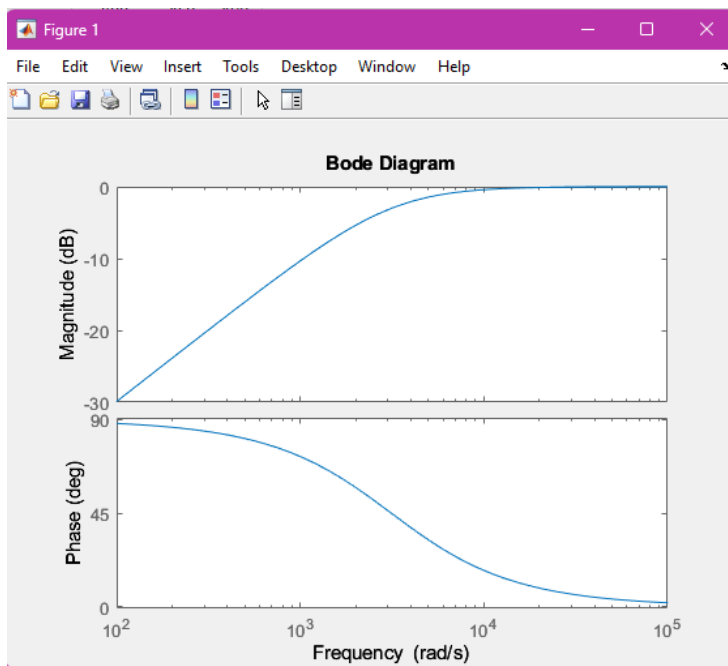 Figure 1
File Edit View Insert Tools Desktop Window Help
Bode Diagram
Magnitude (dB)
0
-10
-20
-30
Phase (deg)
90
45
0
10^2 10^3 10^4 10^5
Frequency (rad/s)